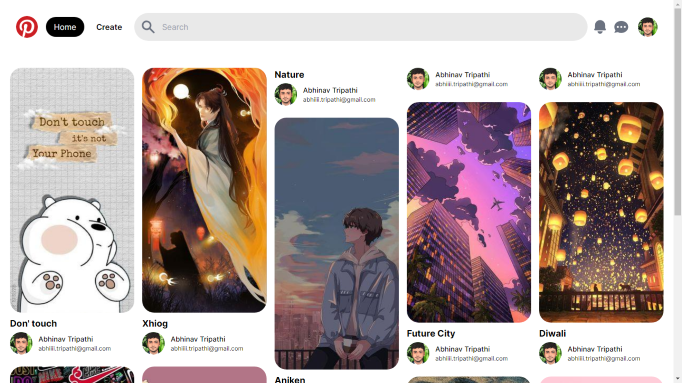 Home
Create
Search
Don't touch
it's not
Your Phone
Don' touch
Abhinav Tripathi
abhiiii.tripathi@gmail.com
Xhiog
Abhinav Tripathi
abhiiii.tripathi@gmail.com
Nature
Abhinav Tripathi
abhiiii.tripathi@gmail.com
Aniken
Abhinav Tripathi
abhiiii.tripathi@gmail.com
Future City
Abhinav Tripathi
abhiiii.tripathi@gmail.com
Abhinav Tripathi
abhiiii.tripathi@gmail.com
Diwali
Abhinav Tripathi
abhiiii.tripathi@gmail.com